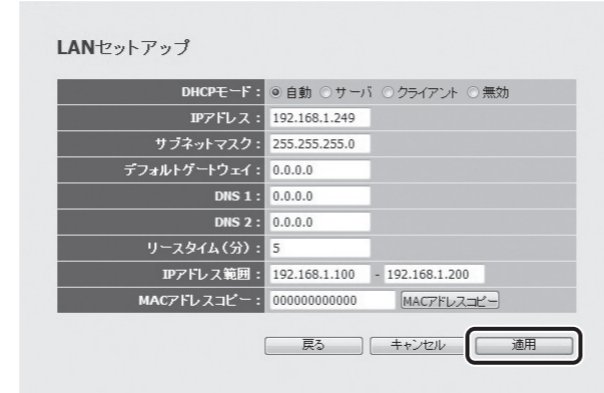 LANセットアップ
DHCPモード： 自動 サーバ クライアント 無効
IPアドレス： 192.168.1.249
サブネットマスク： 255.255.255.0
デフォルトゲートウェイ： 0.0.0.0
DNS 1： 0.0.0.0
DNS 2： 0.0.0.0
リースタイム(分)： 5
IPアドレス範囲： 192.168.1.100 - 192.168.1.200
MACアドレスコピー： 000000000000 MACアドレスコピー
戻る キャンセル 適用